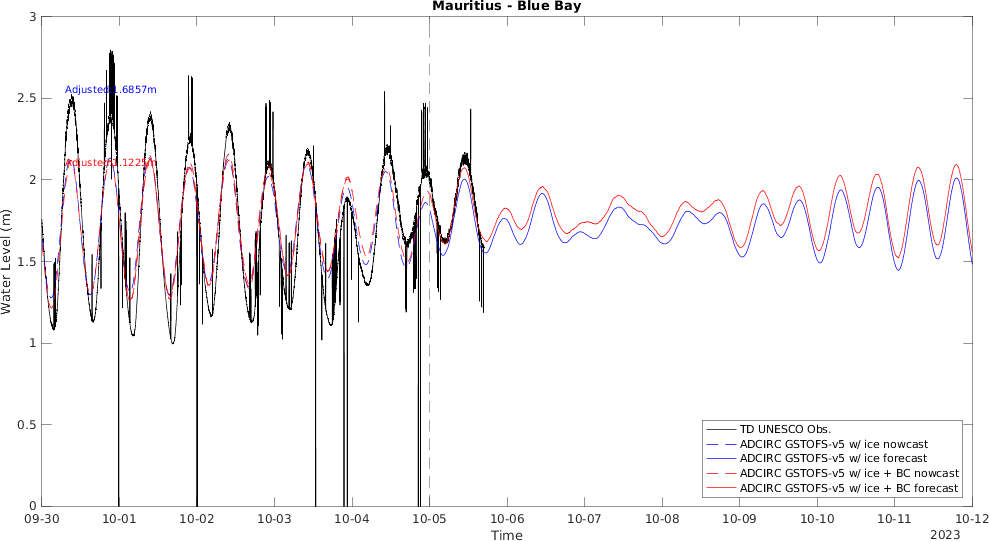 Mauritius - Blue Bay
3
2.5
2
1.5
1
0.5
0
Water Level (m)
Adjusted 1.6857m
09-30 10-01 10-02 10-03 10-04 10-05 10-06 10-07 10-08 10-09 10-10 10-11 10-12
Time
2023
TD UNESCO Obs.
ADCIRC GSTOFS-v5 w/ ice nowcast
ADCIRC GSTOFS-v5 w/ ice forecast
ADCIRC GSTOFS-v5 w/ ice + BC nowcast
ADCIRC GSTOFS-v5 w/ ice + BC forecast